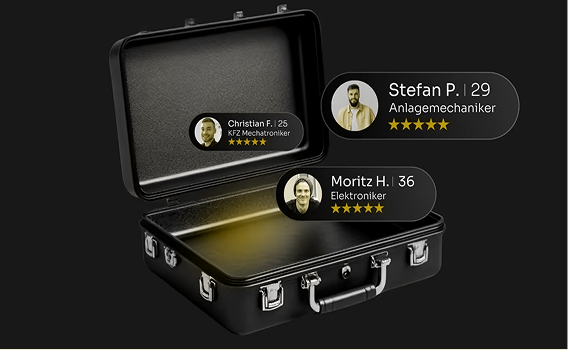 Stefan P. | 29
Anlagemechaniker
Christian F. | 25
KFZ Mechatroniker
Moritz H. | 36
Elektroniker